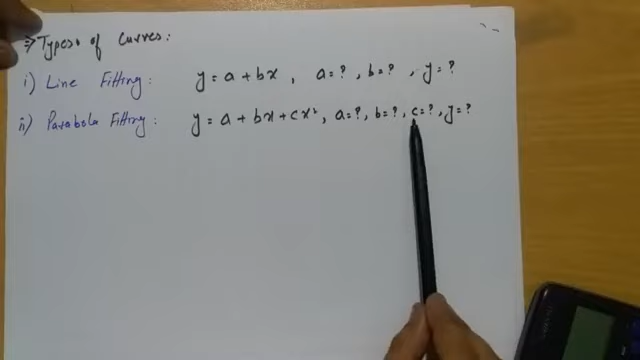 ⇒ Types of Curves:
i) Line Fitting: y = a + bx, a=?, b=?, y=?
ii) Parabola Fitting: y = a + bx + cx², a=?, b=?, c=?, y=?